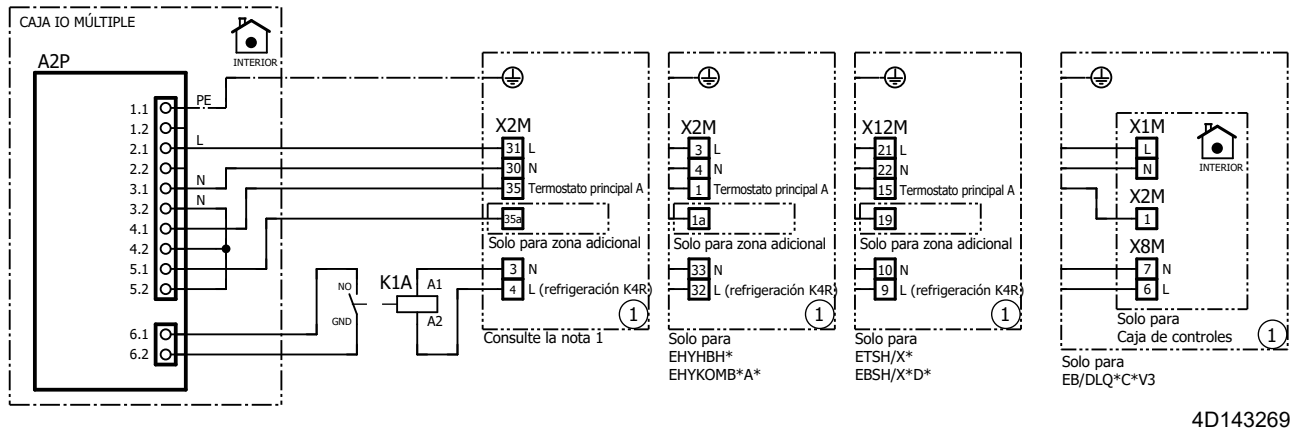 CAJA IO MÚLTIPLE
INTERIOR
A2P
1.1
1.2
2.1
2.2
3.1
3.2
4.1
4.2
5.1
5.2
6.1
6.2
PE
L
N
N
NO
GND
K1A
A1
A2
X2M
31 L
30 N
35 Termostato principal A
35a
Solo para zona adicional
3 N
4 L (refrigeración K4R)
1
Consulte la nota 1
X2M
3 L
4 N
1 Termostato principal A
1a
Solo para zona adicional
33 N
32 L (refrigeración K4R)
1
Solo para
EHYHBH*
EHYKOMB*A*
X12M
21 L
22 N
15 Termostato principal A
19
Solo para zona adicional
10 N
9 L (refrigeración K4R)
1
Solo para
ETSH/X*
EBSH/X*D*
X1M
L
N
INTERIOR
X2M
1
X8M
7 N
6 L
Solo para
Caja de controles
1
Solo para
EB/DLQ*C*V3
4D143269